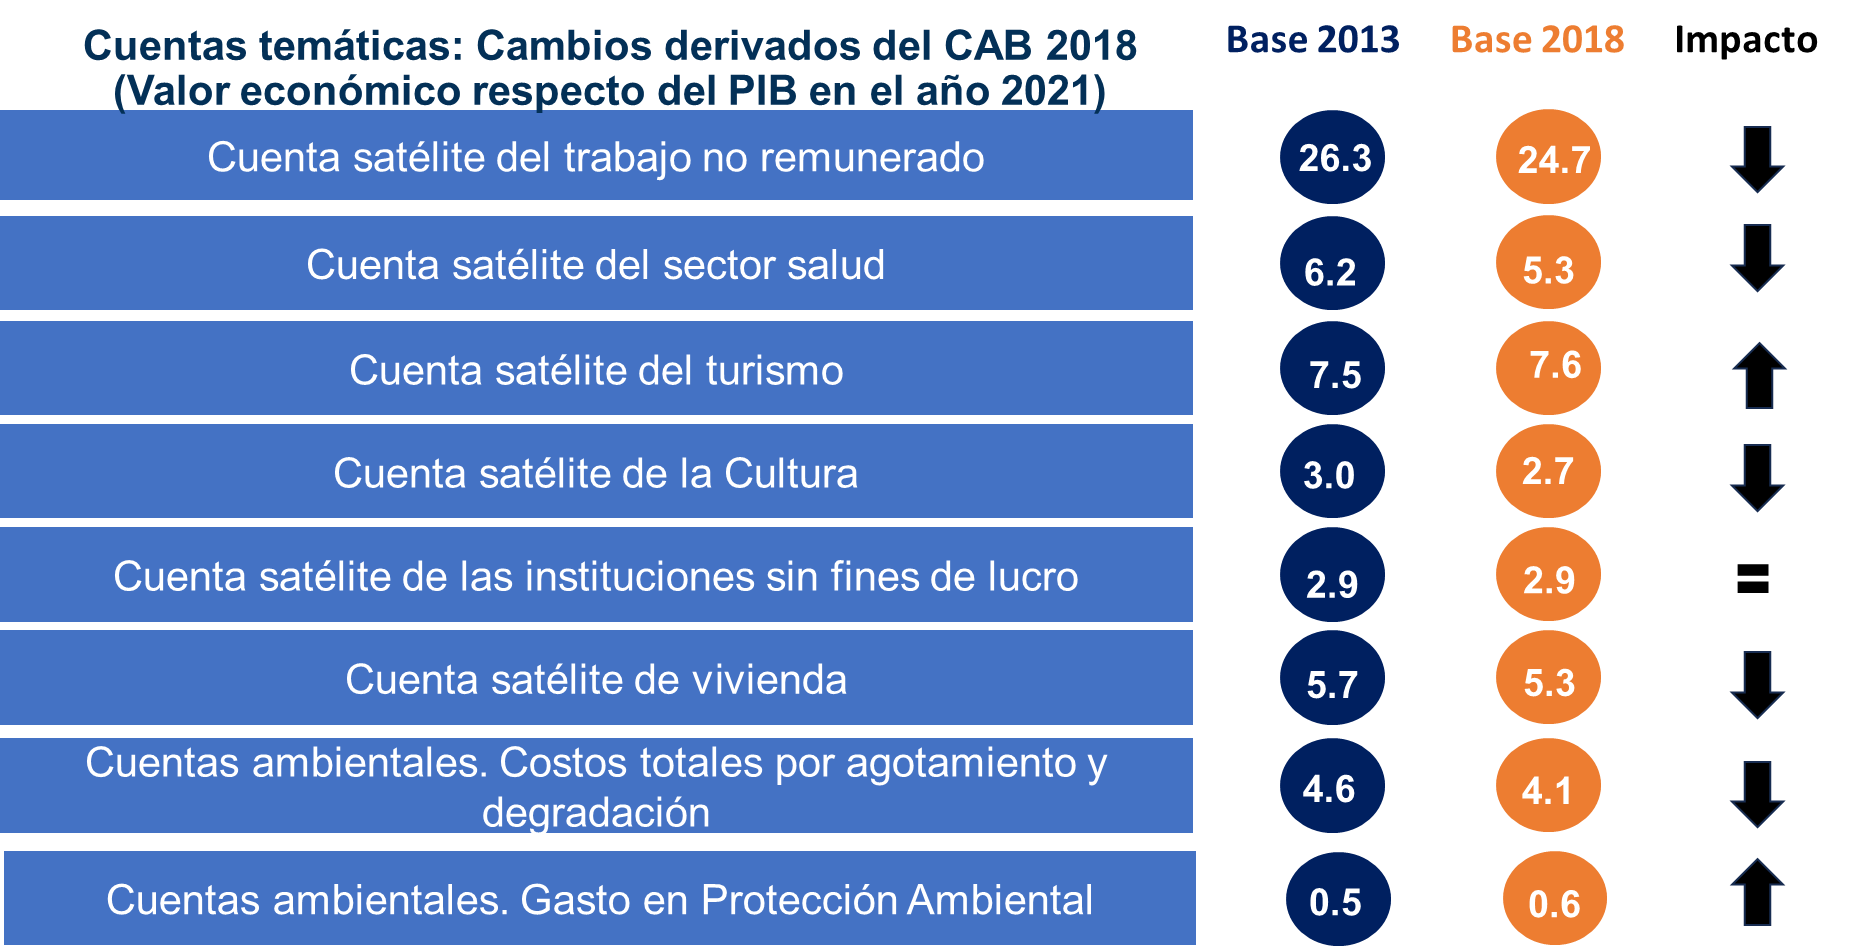 Cuentas temáticas: Cambios derivados del CAB 2018
(Valor económico respecto del PIB en el año 2021)
Base 2013 Base 2018 Impacto
Cuenta satélite del trabajo no remunerado 26.3 24.7
Cuenta satélite del sector salud 6.2 5.3
Cuenta satélite del turismo 7.5 7.6
Cuenta satélite de la Cultura 3.0 2.7
Cuenta satélite de las instituciones sin fines de lucro 2.9 2.9 =
Cuenta satélite de vivienda 5.7 5.3
Cuentas ambientales. Costos totales por agotamiento y
degradación 4.6 4.1
Cuentas ambientales. Gasto en Protección Ambiental 0.5 0.6